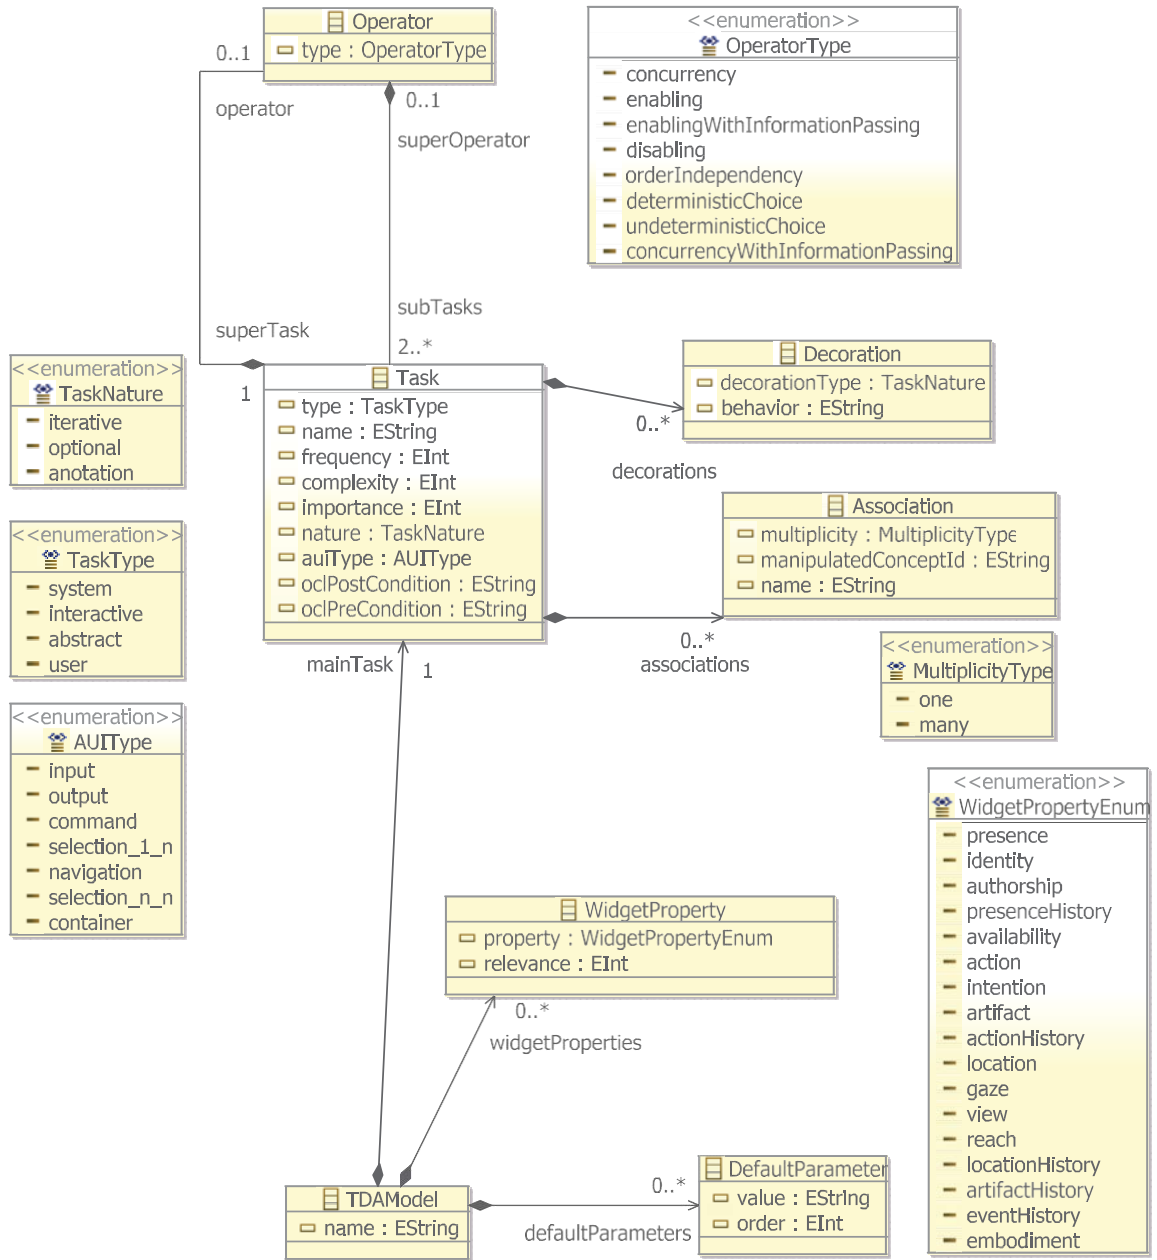 Operator
type : OperatorType
0..1
operator
0..1
superOperator
subTasks
2..*
superTask
1
<<enumeration>>
OperatorType
concurrency
enabling
enablingWithInformationPassing
disabling
orderIndependency
deterministicChoice
undeterministicChoice
concurrencyWithInformationPassing
<<enumeration>>
TaskNature
iterative
optional
anotation
<<enumeration>>
TaskType
system
interactive
abstract
user
<<enumeration>>
AUIType
input
output
command
selection_1_n
navigation
selection_n_n
container
Task
type : TaskType
name : EString
frequency : EInt
complexity : EInt
importance : EInt
nature : TaskNature
auiType : AUIType
oclPostCondition : EString
oclPreCondition : EString
mainTask
1
Decoration
decorationType : TaskNature
behavior : EString
0..*
decorations
Association
multiplicity : MultiplicityType
manipulatedConceptId : EString
name : EString
0..*
associations
<<enumeration>>
MultiplicityType
one
many
<<enumeration>>
WidgetPropertyEnum
presence
identity
authorship
presenceHistory
availability
action
intention
artifact
actionHistory
location
gaze
view
reach
locationHistory
artifactHistory
eventHistory
embodiment
WidgetProperty
property : WidgetPropertyEnum
relevance : EInt
0..*
widgetProperties
TDAModel
name : EString
0..*
defaultParameters
DefaultParameter
value : EString
order : EInt